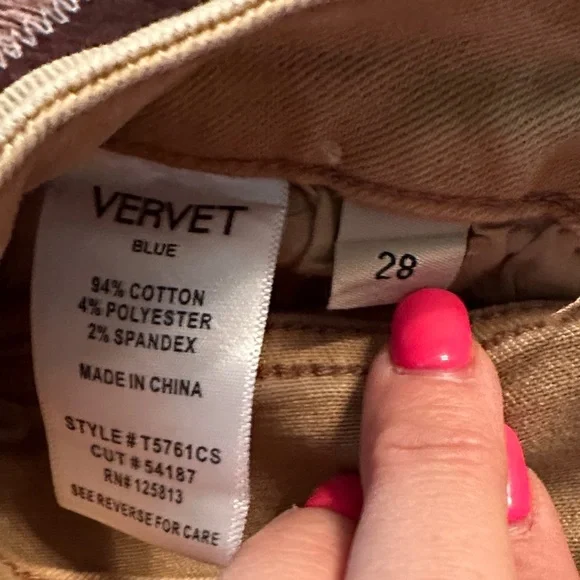 VERVET
BLUE
94% COTTON
4% POLYESTER
2% SPANDEX
MADE IN CHINA
STYLE # T5761CS
CUT # 54187
RN# 125813
SEE REVERSE FOR CARE
28